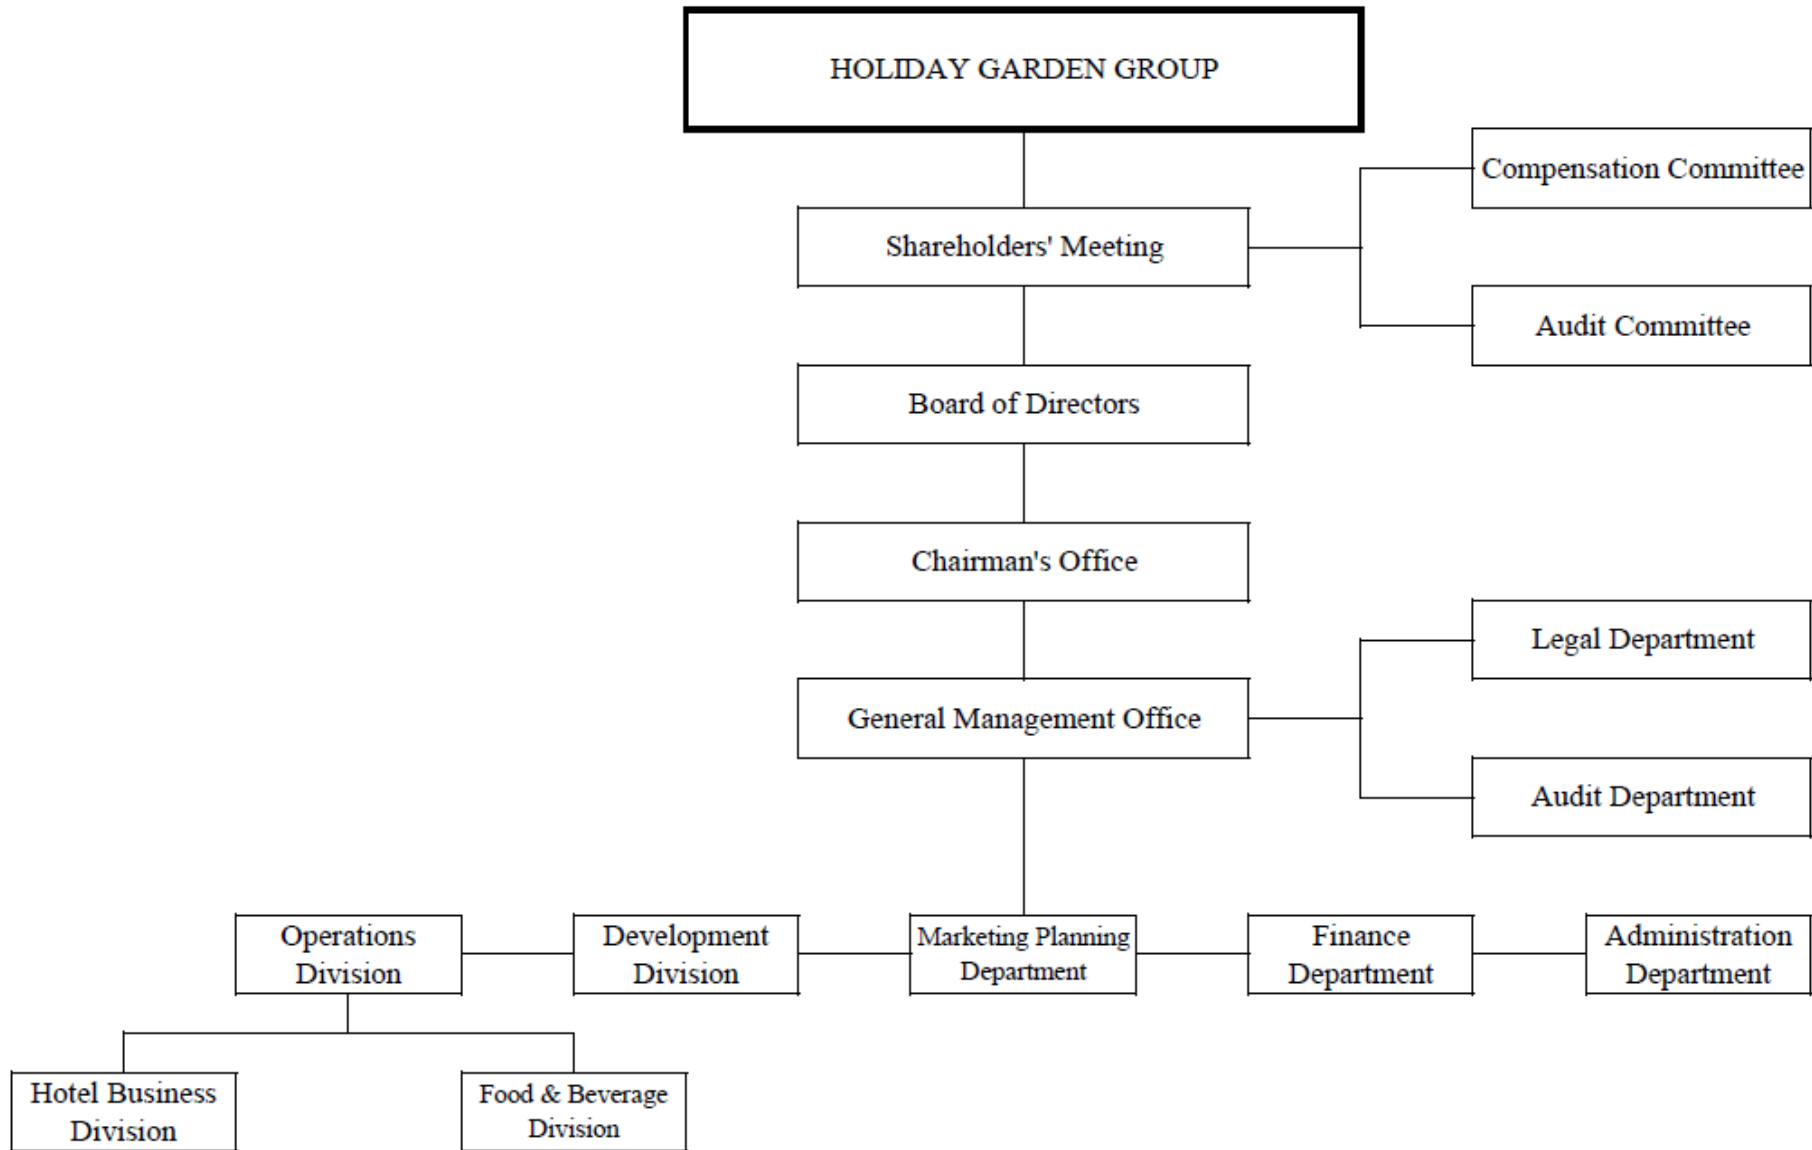 HOLIDAY GARDEN GROUP
Compensation Committee
Shareholders' Meeting
Audit Committee
Board of Directors
Chairman's Office
Legal Department
General Management Office
Audit Department
Operations
Division
Development
Division
Marketing Planning
Department
Finance
Department
Administration
Department
Hotel Business
Division
Food & Beverage
Division